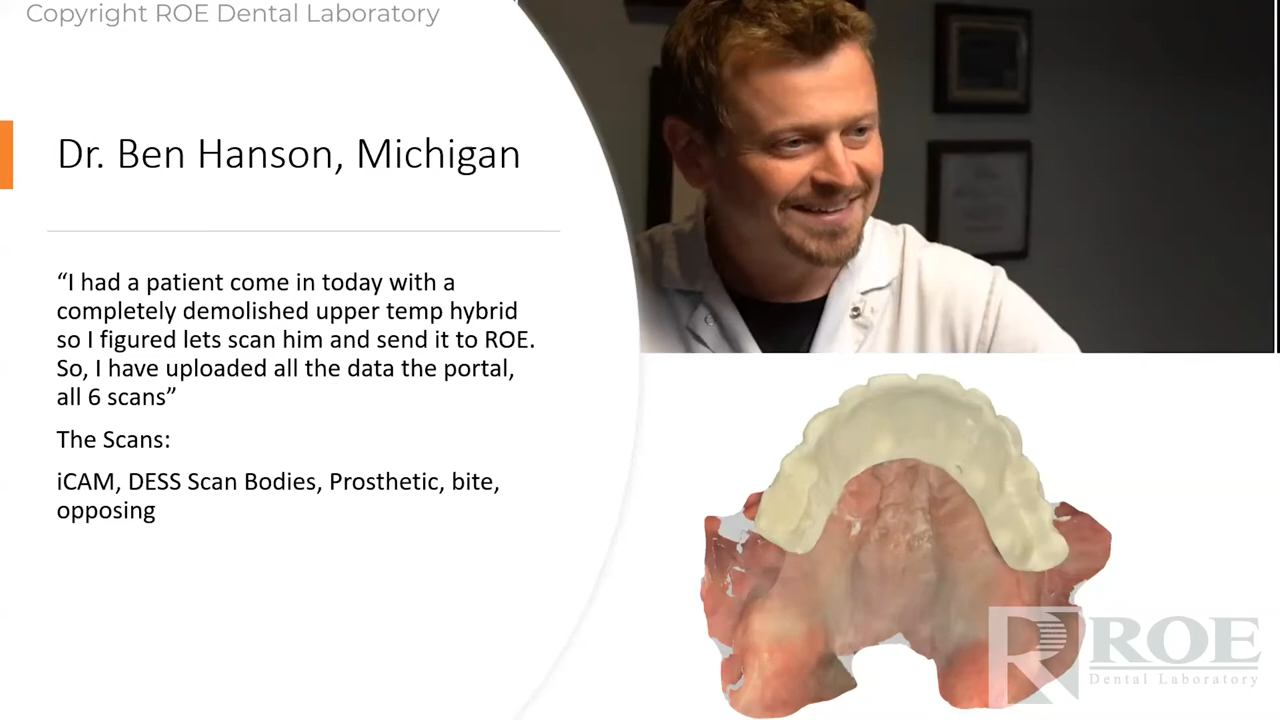 Copyright ROE Dental Laboratory
Dr. Ben Hanson, Michigan
“I had a patient come in today with a
completely demolished upper temp hybrid
so I figured lets scan him and send it to ROE.
So, I have uploaded all the data the portal,
all 6 scans”
The Scans:
iCAM, DESS Scan Bodies, Prosthetic, bite,
opposing
R ROE
Dental Laboratory